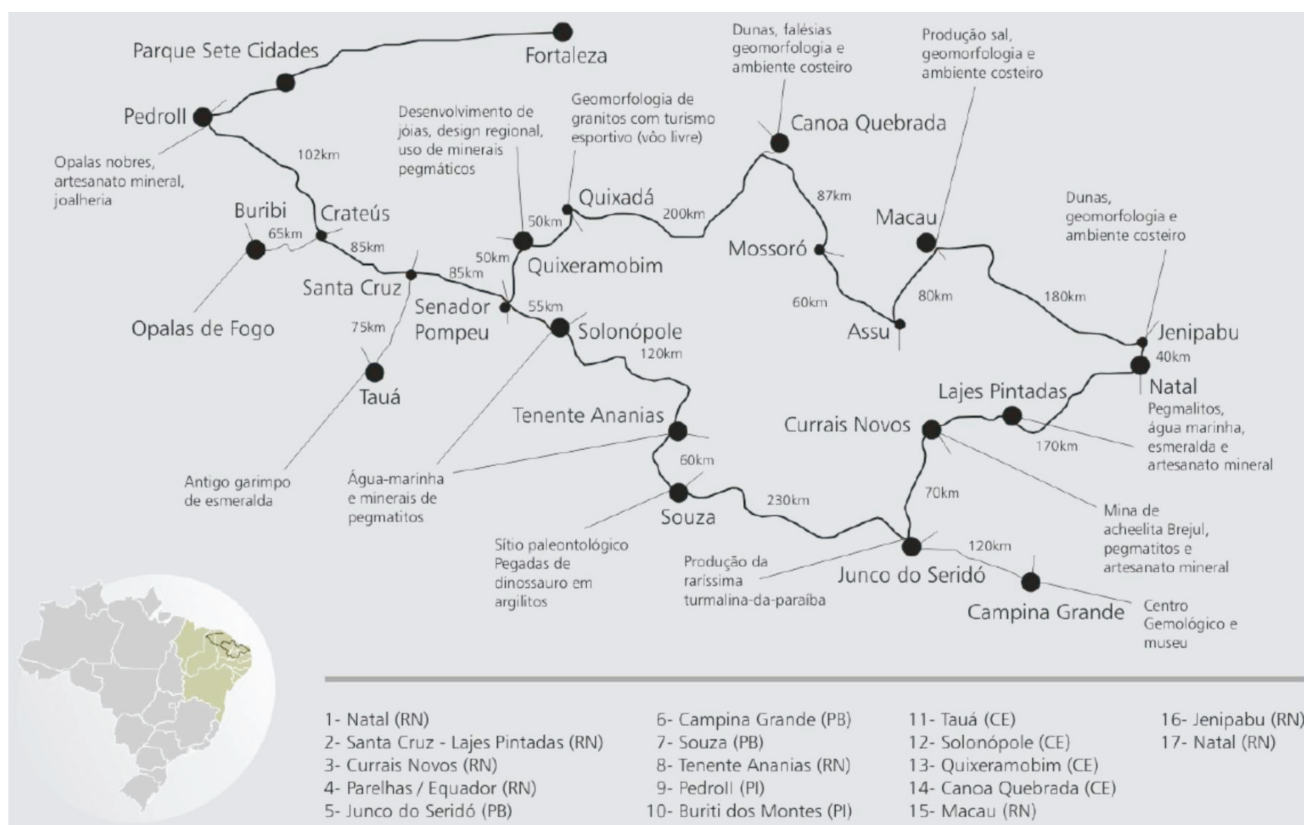 Parque Sete Cidades
Fortaleza
PedroII
Opalas nobres,
artesanato mineral,
joalheria
102km
Desenvolvimento de
jóias, design regional,
uso de minerais
pegmáticos
Geomorfologia de
granitos com turismo
esportivo (vôo livre)
Dunas, falésias
geomorfologia e
ambiente costeiro
Produção sal,
geomorfologia e
ambiente costeiro
Canoa Quebrada
Buribi
65km
Crateús
85km
Opalas de Fogo
Santa Cruz
75km
Tauá
85km
Senador
Pompeu
50km
50km
Quixeramobim
Quixadá
200km
87km
Mossoró
60km
Assu
Macau
80km
180km
Dunas,
geomorfologia e
ambiente costeiro
Jenipabu
40km
Natal
55km
Solonópole
120km
Tenente Ananias
60km
Souza
230km
Lajes Pintadas
Currais Novos
170km
70km
Pegmalitos,
água marinha,
esmeralda e
artesanato mineral
Antigo garimpo
de esmeralda
Água-marinha
e minerais de
pegmatitos
Sítio paleontológico
Pegadas de
dinossauro em
argilitos
Produção da
raríssima
turmalina-da-paraíba
Junco do Seridó
120km
Campina Grande
Mina de
acheelita Brejul,
pegmatitos e
artesanato mineral
Centro
Gemológico e
museu
1- Natal (RN)
2- Santa Cruz - Lajes Pintadas (RN)
3- Currais Novos (RN)
4- Parelhas / Equador (RN)
5- Junco do Seridó (PB)
6- Campina Grande (PB)
7- Souza (PB)
8- Tenente Ananias (RN)
9- PedroII (PI)
10- Buriti dos Montes (PI)
11- Tauá (CE)
12- Solonópole (CE)
13- Quixeramobim (CE)
14- Canoa Quebrada (CE)
15- Macau (RN)
16- Jenipabu (RN)
17- Natal (RN)